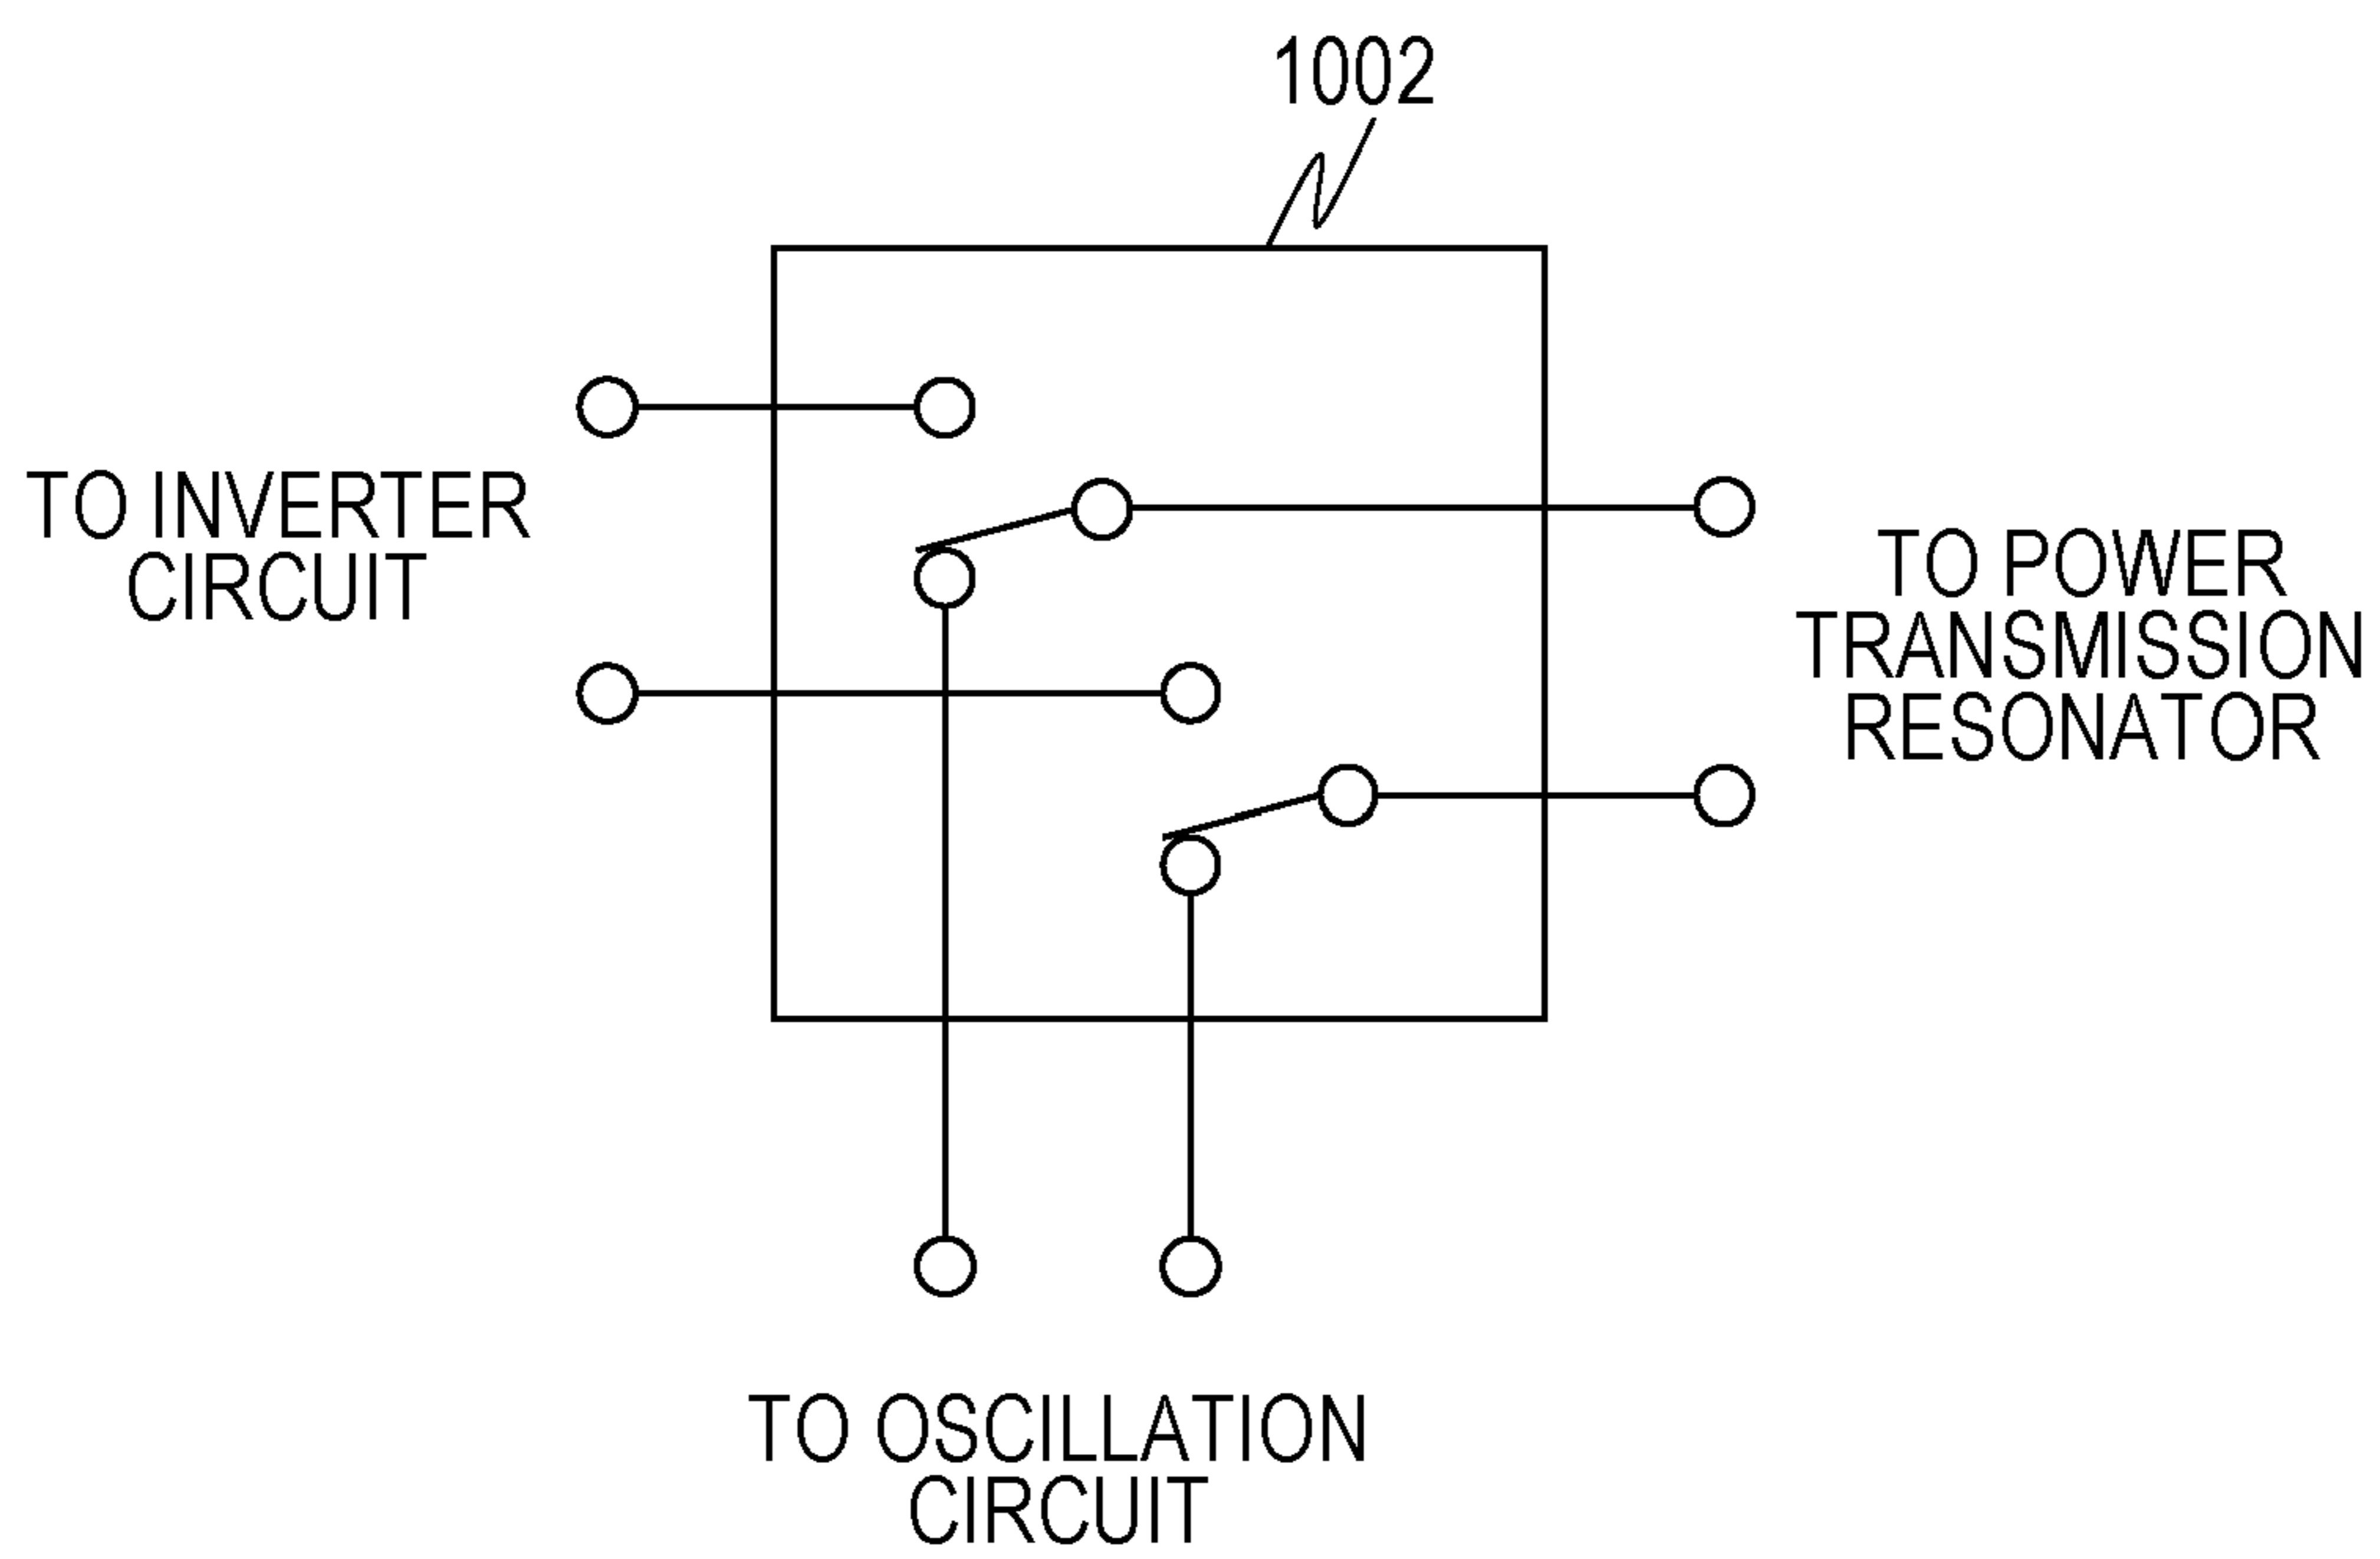 1002
TO INVERTER
CIRCUIT
TO POWER
TRANSMISSION
RESONATOR
TO OSCILLATION
CIRCUIT